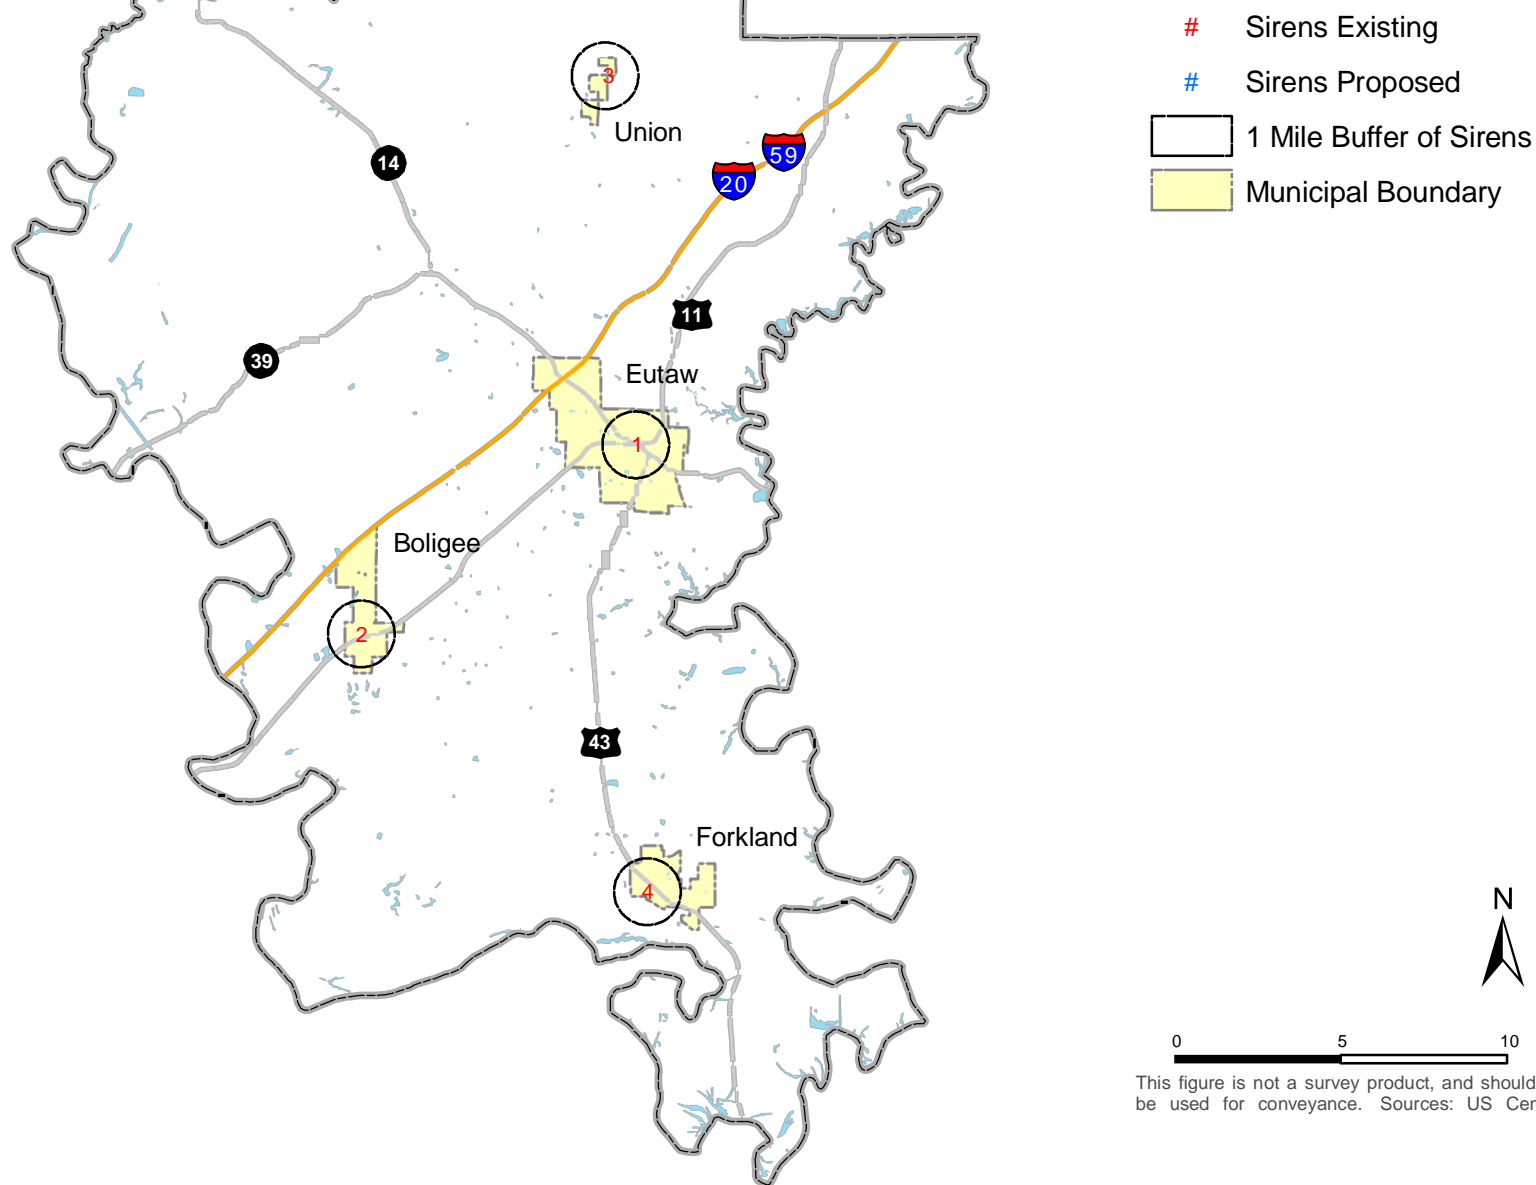 # Sirens Existing
# Sirens Proposed
1 Mile Buffer of Sirens
Municipal Boundary
3
Union
14
59
20
11
39
Eutaw
1
Boligee
2
43
Forkland
4
N
0 5 10
This figure is not a survey product, and should
be used for conveyance. Sources: US Cen